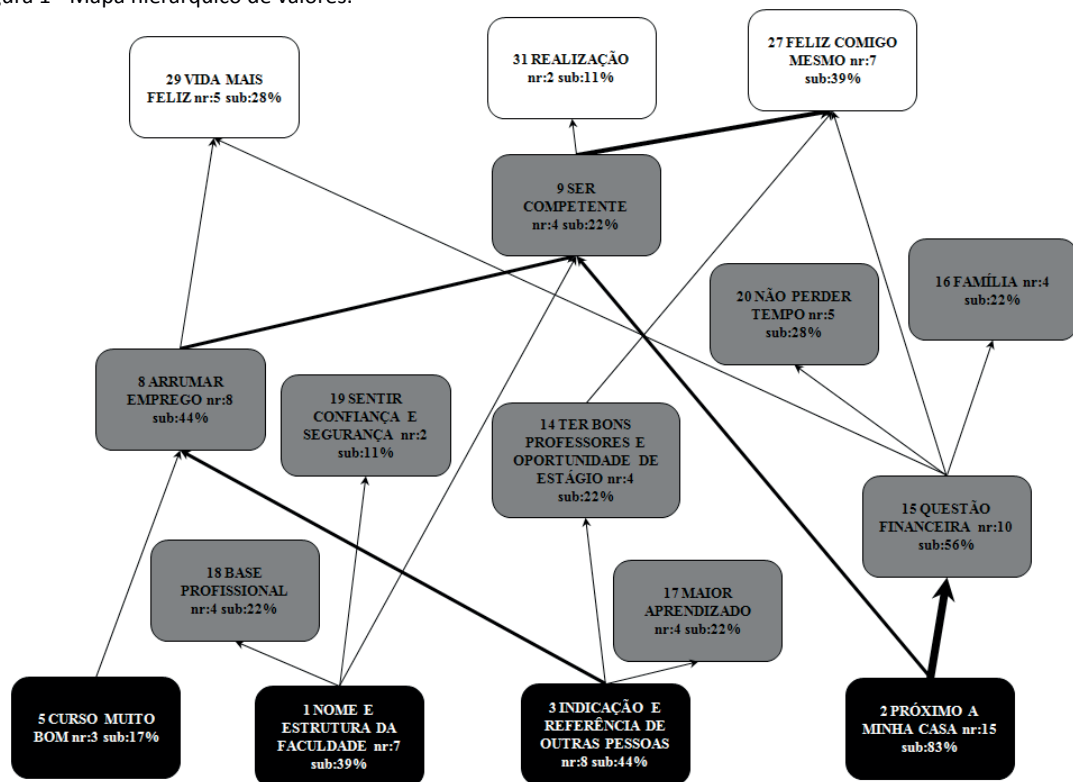 gura 1 - Mapa hierárquico de valores.
29 VIDA MAIS
FELIZ nr:5 sub:28%
31 REALIZAÇÃO
nr:2 sub:11%
27 FELIZ COMIGO
MESMO nr:7
sub:39%
9 SER
COMPETENTE
nr:4 sub:22%
20 NÃO PERDER
TEMPO nr:5
sub:28%
16 FAMÍLIA nr:4
sub:22%
8 ARRUMAR
EMPREGO nr:8
sub:44%
19 SENTIR
CONFIANÇA E
SEGURANÇA nr:2
sub:11%
14 TER BONS
PROFESSORES E
OPORTUNIDADE DE
ESTÁGIO nr:4
sub:22%
15 QUESTÃO
FINANCEIRA nr:10
sub:56%
18 BASE
PROFISSIONAL
nr:4 sub:22%
17 MAIOR
APRENDIZADO
nr:4 sub:22%
5 CURSO MUITO
BOM nr:3 sub:17%
1 NOME E
ESTRUTURA DA
FACULDADE nr:7
sub:39%
3 INDICAÇÃO E
REFERÊNCIA DE
OUTRAS PESSOAS
nr:8 sub:44%
2 PRÓXIMO A
MINHA CASA nr:15
sub:83%